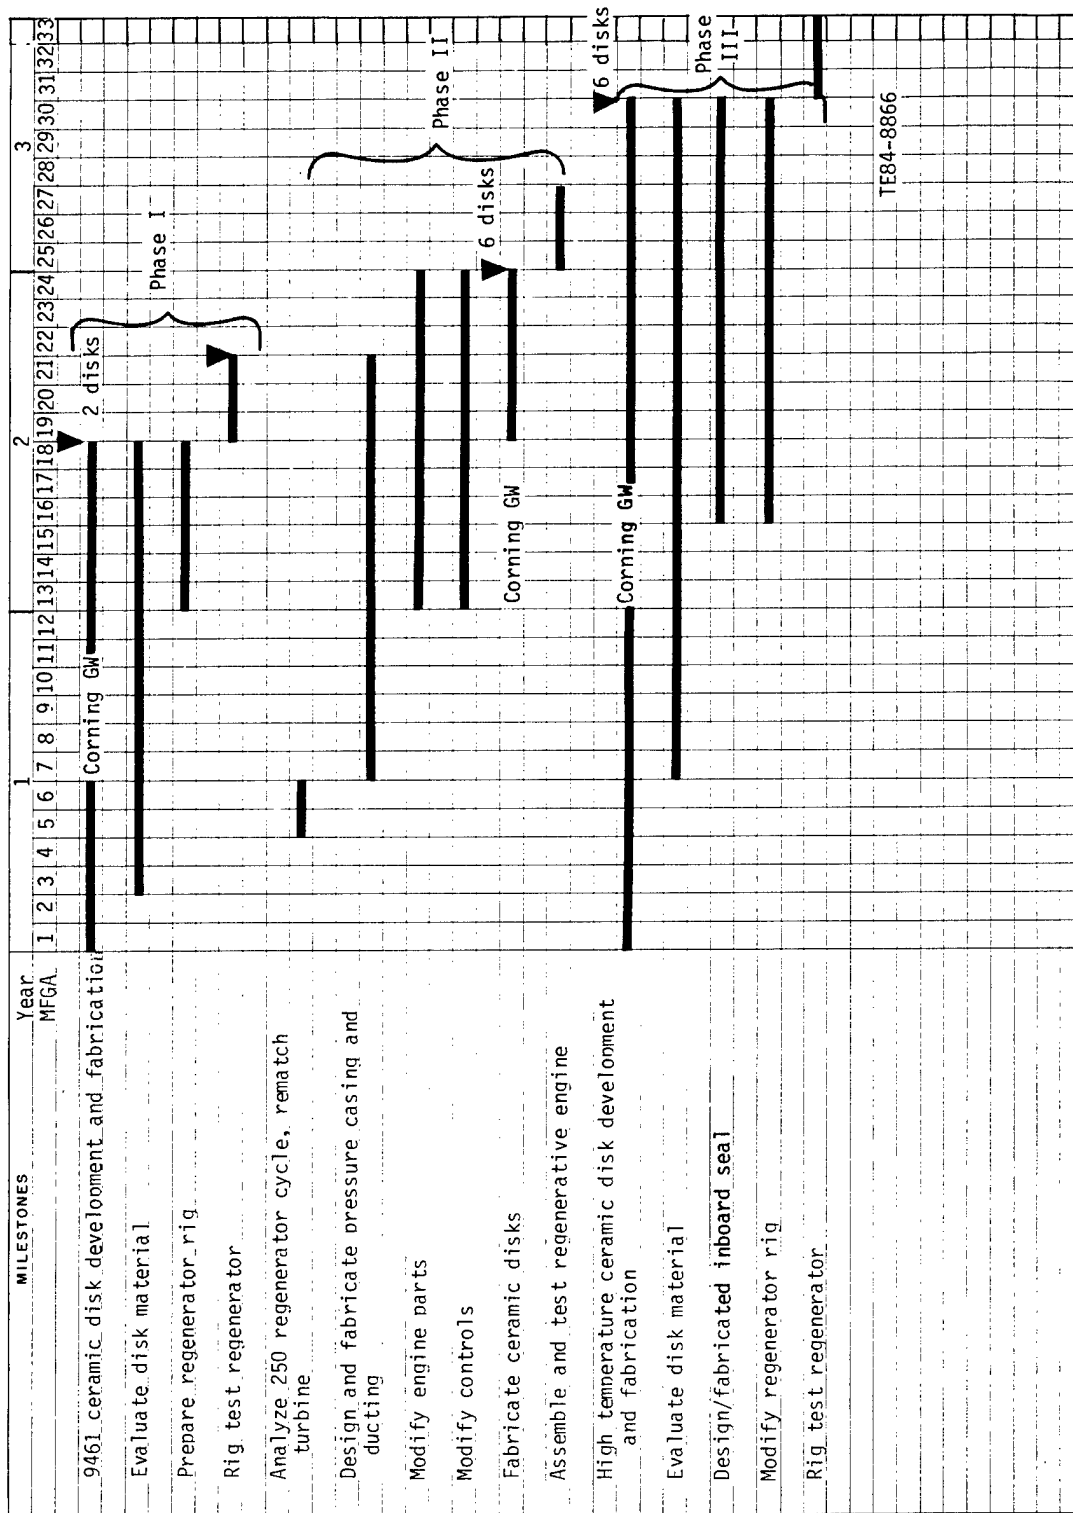 MILESTONES
Year 1 2 3
MFGA 1 2 3 4 5 6 7 8 9 10 11 12 13 14 15 16 17 18 19 20 21 22 23 24 25 26 27 28 29 30 31 32 33
9461 ceramic disk development and fabrication
Corning GW
2 disks
Evaluate disk material
Prepare regenerator rig
Phase I
Rig test regenerator
Analyze 250 regenerator cycle, rematch
turbine
Design and fabricate pressure casing and
ducting
Modify engine parts
Phase II
Modify controls
6 disks
Fabricate ceramic disks
Corning GW
Assemble and test regenerative engine
6 disks
High temperature ceramic disk development
and fabrication
Corning GW
Evaluate disk material
Design/fabricated inboard seal
Phase
III
Modify regenerator rig
Rig test regenerator
TE84-8866